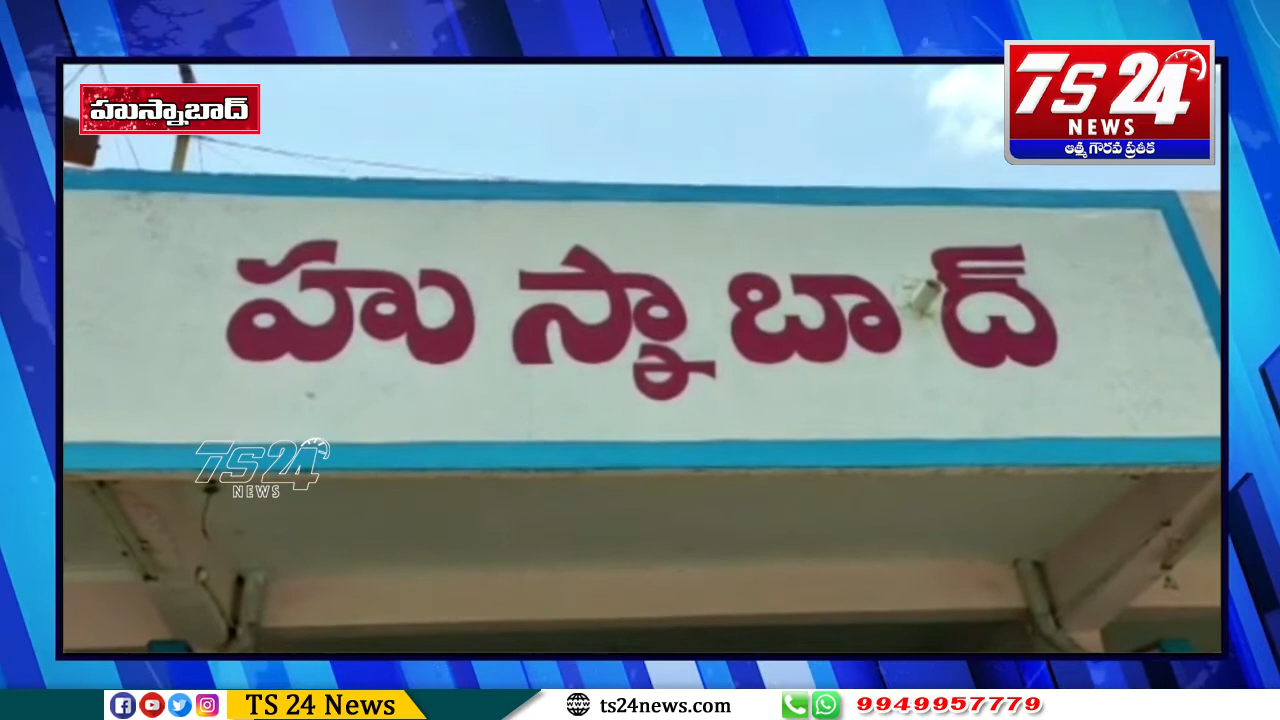 హుస్నాబాద్
TS 24
NEWS
ఆత్మ గౌరవ ప్రతీక
హుస్నాబాద్
TS 24
NEWS
TS 24 News
ts24news.com
9949957779